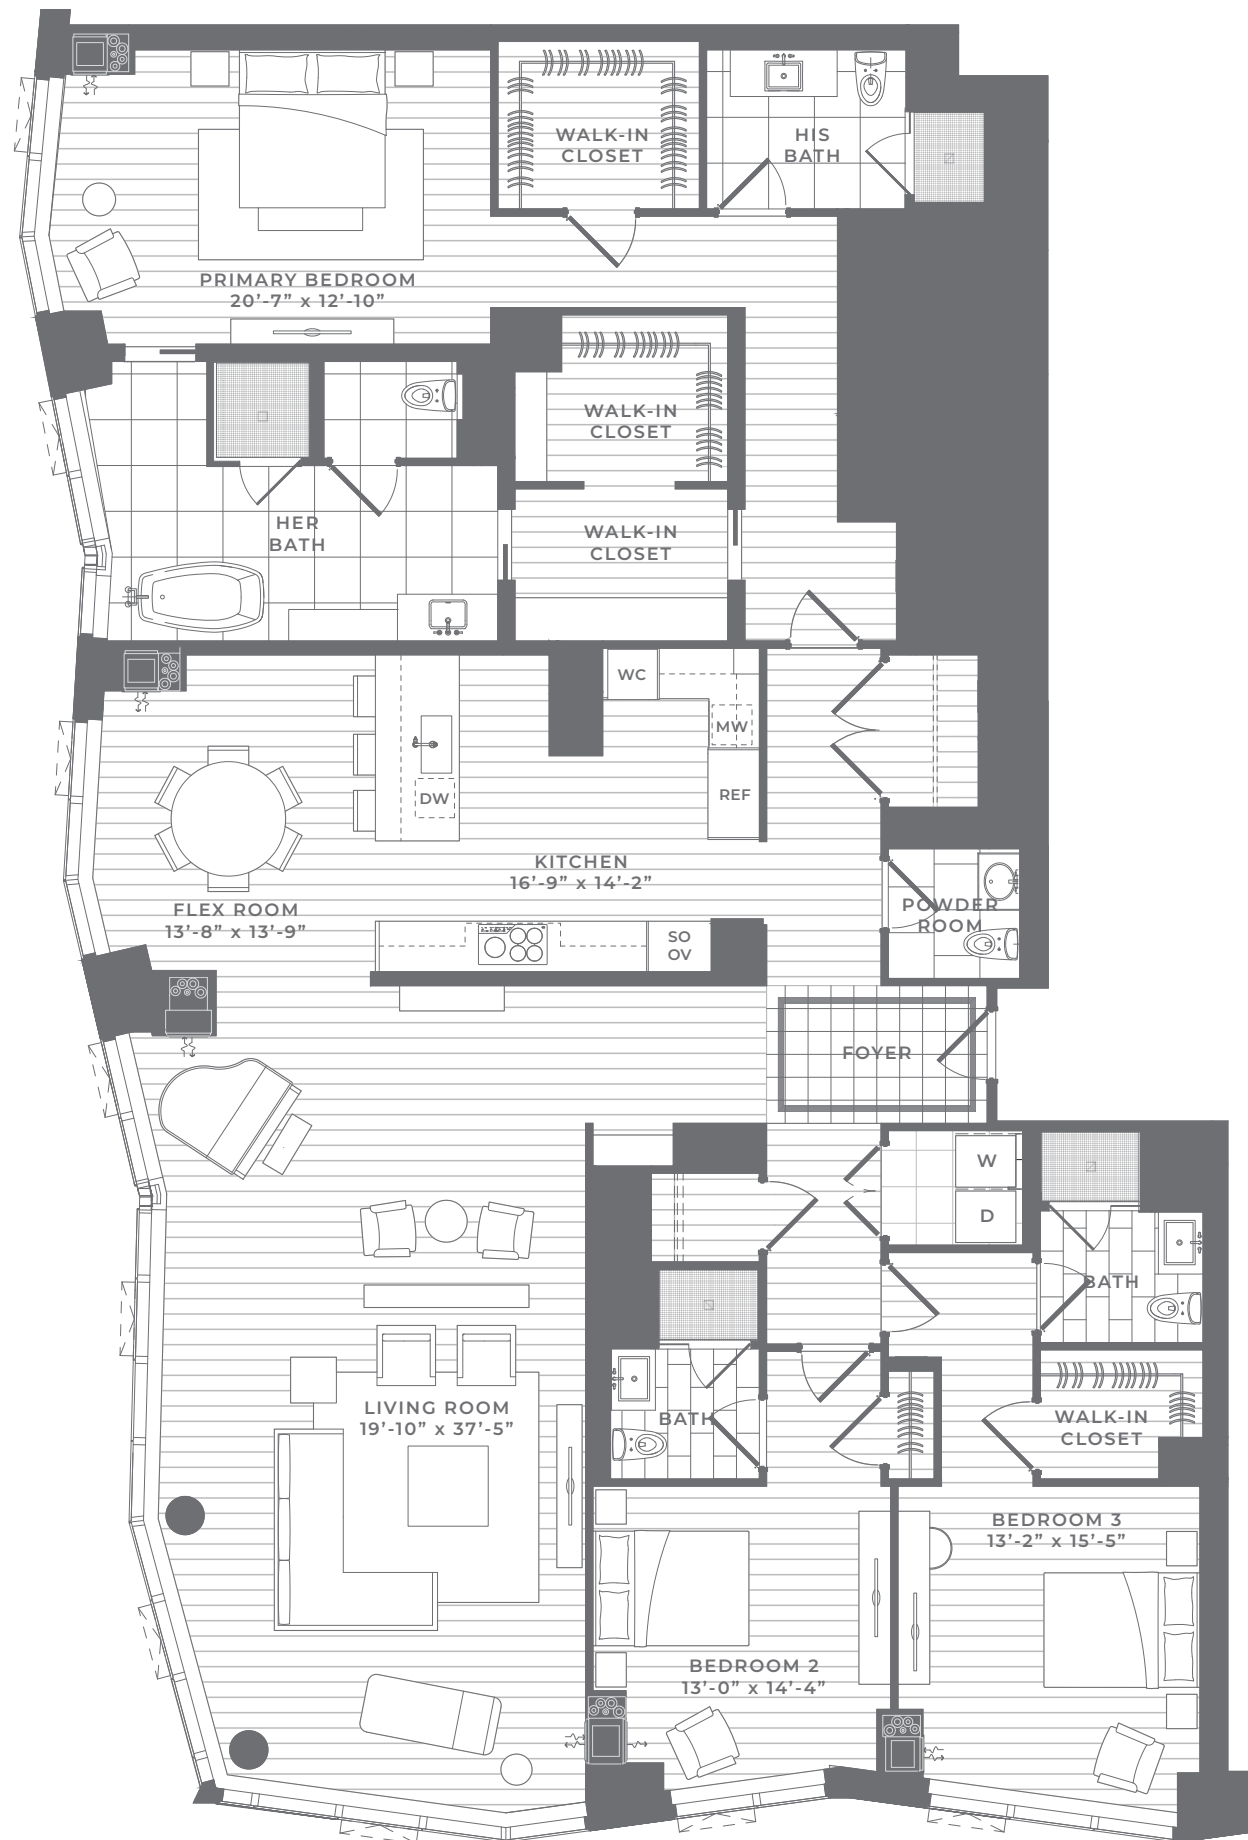 WALK-IN
CLOSET
HIS
BATH
PRIMARY BEDROOM
20’-7” x 12’-10”
WALK-IN
CLOSET
HER
BATH
WALK-IN
CLOSET
WC
MW
REF
DW
KITCHEN
16’-9” x 14’-2”
FLEX ROOM
13’-8” x 13’-9”
POWDER
ROOM
SO
OV
FOYER
W
D
BATH
LIVING ROOM
19’-10” x 37’-5”
BATH
WALK-IN
CLOSET
BEDROOM 3
13’-2” x 15’-5”
BEDROOM 2
13’-0” x 14’-4”